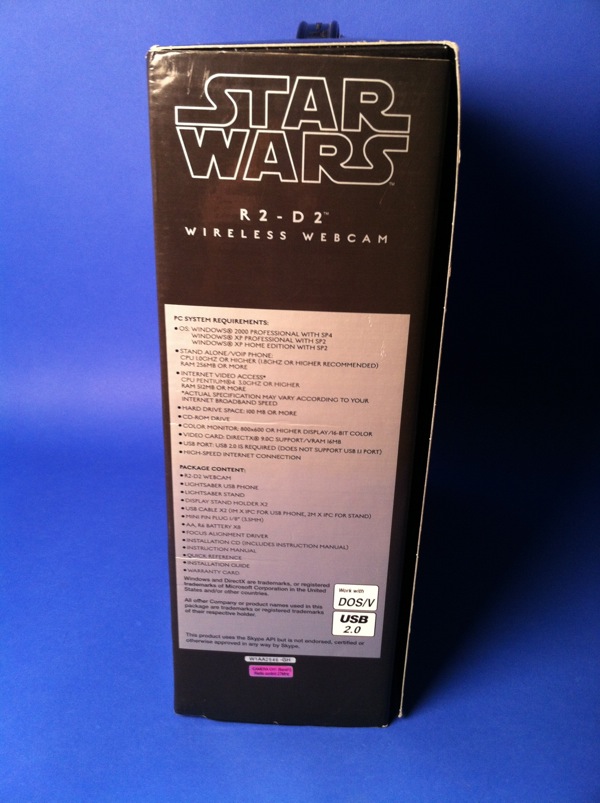 STAR
WARS™
R2-D2™
WIRELESS WEBCAM
PC SYSTEM REQUIREMENTS:
•OS: WINDOWS® 2000 PROFESSIONAL WITH SP4
WINDOWS® XP PROFESSIONAL WITH SP2
WINDOWS® XP HOME EDITION WITH SP2
•STAND ALONE/VOIP PHONE:
CPU 1.0GHZ OR HIGHER (1.8GHZ OR HIGHER RECOMMENDED)
RAM 256MB OR MORE
•INTERNET VIDEO ACCESS*
CPU PENTIUM®4 3.0GHZ OR HIGHER
RAM 512MB OR MORE
*ACTUAL SPECIFICATION MAY VARY ACCORDING TO YOUR
INTERNET BROADBAND SPEED
•HARD DRIVE SPACE: 100 MB OR MORE
•CD-ROM DRIVE
•COLOR MONITOR: 800x600 OR HIGHER DISPLAY/16-BIT COLOR
•VIDEO CARD: DIRECTX® 9.0C SUPPORT/VRAM 16MB
•USB PORT: USB 2.0 IS REQUIRED (DOES NOT SUPPORT USB 1.1 PORT)
•HIGH-SPEED INTERNET CONNECTION
PACKAGE CONTENT:
•R2-D2 WEBCAM
•LIGHTSABER USB PHONE
•LIGHTSABER STAND
•DISPLAY STAND HOLDER X2
•USB CABLE X2 (1M X 1PC FOR USB PHONE, 2M X 1PC FOR STAND)
•MINI PIN PLUG 1/8" (3.5MM)
•AA, R6 BATTERY X8
•FOCUS ALIGNMENT DRIVER
•INSTALLATION CD (INCLUDES INSTRUCTION MANUAL)
•INSTRUCTION MANUAL
•QUICK REFERENCE
•INSTALLATION GUIDE
•WARRANTY CARD
Windows and DirectX are trademarks, or registered
trademarks of Microsoft Corporation in the United
States and/or other countries.
All other Company or product names used in this
package are trademarks or registered trademarks
of their respective holder.
Work with
DOS/V
USB
2.0
This product uses the Skype API but is not endorsed, certified or
otherwise approved in any way by Skype.